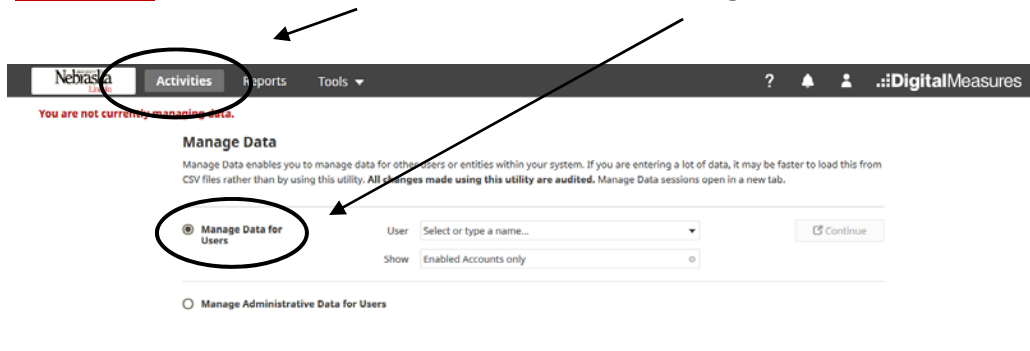 Nebraska
Lincoln
Activities Reports Tools ? .:::DigitalMeasures
You are not currently managing data.
Manage Data
Manage Data enables you to manage data for other users or entities within your system. If you are entering a lot of data, it may be faster to load this from
CSV files rather than by using this utility. All changes made using this utility are audited. Manage Data sessions open in a new tab.
Manage Data for
Users
User Select or type a name... Continue
Show Enabled Accounts only
Manage Administrative Data for Users